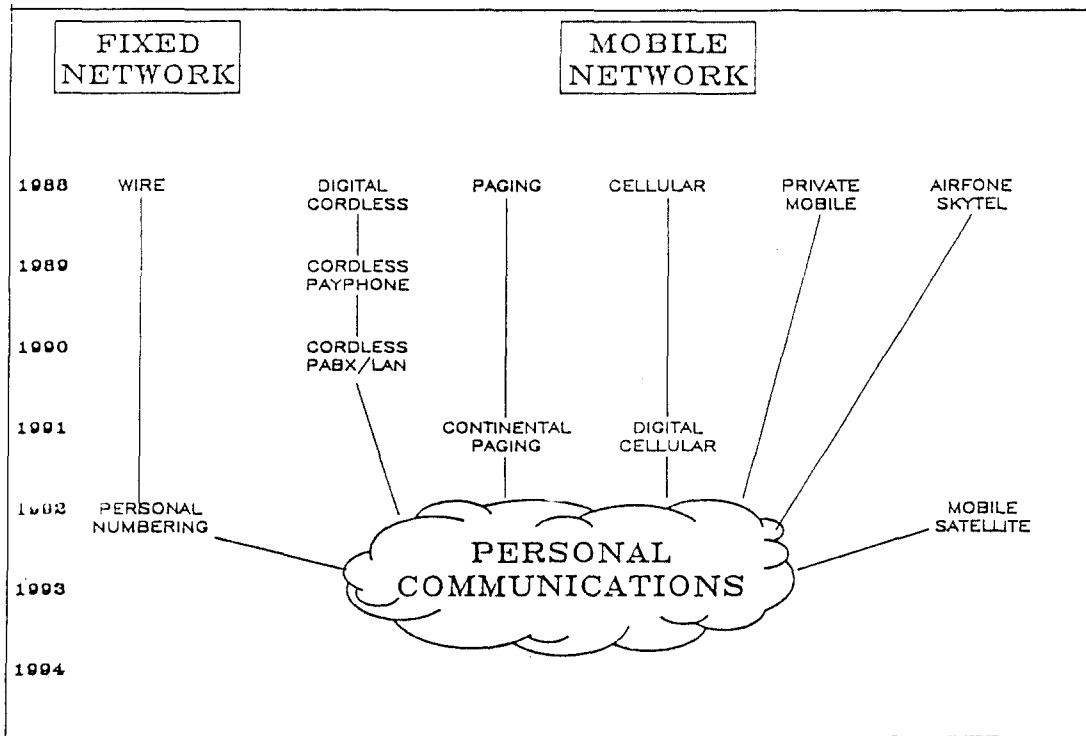 FIXED
NETWORK
MOBILE
NETWORK
1988 WIRE DIGITAL PAGING CELLULAR PRIVATE AIRFONE
CORDLESS MOBILE SKYTEL
1989 CORDLESS
PAYPHONE
1990 CORDLESS
PABX/LAN
1991 CONTINENTAL DIGITAL
PAGING CELLULAR
1992 PERSONAL MOBILE
NUMBERING SATELLITE
PERSONAL
COMMUNICATIONS
1993
1994